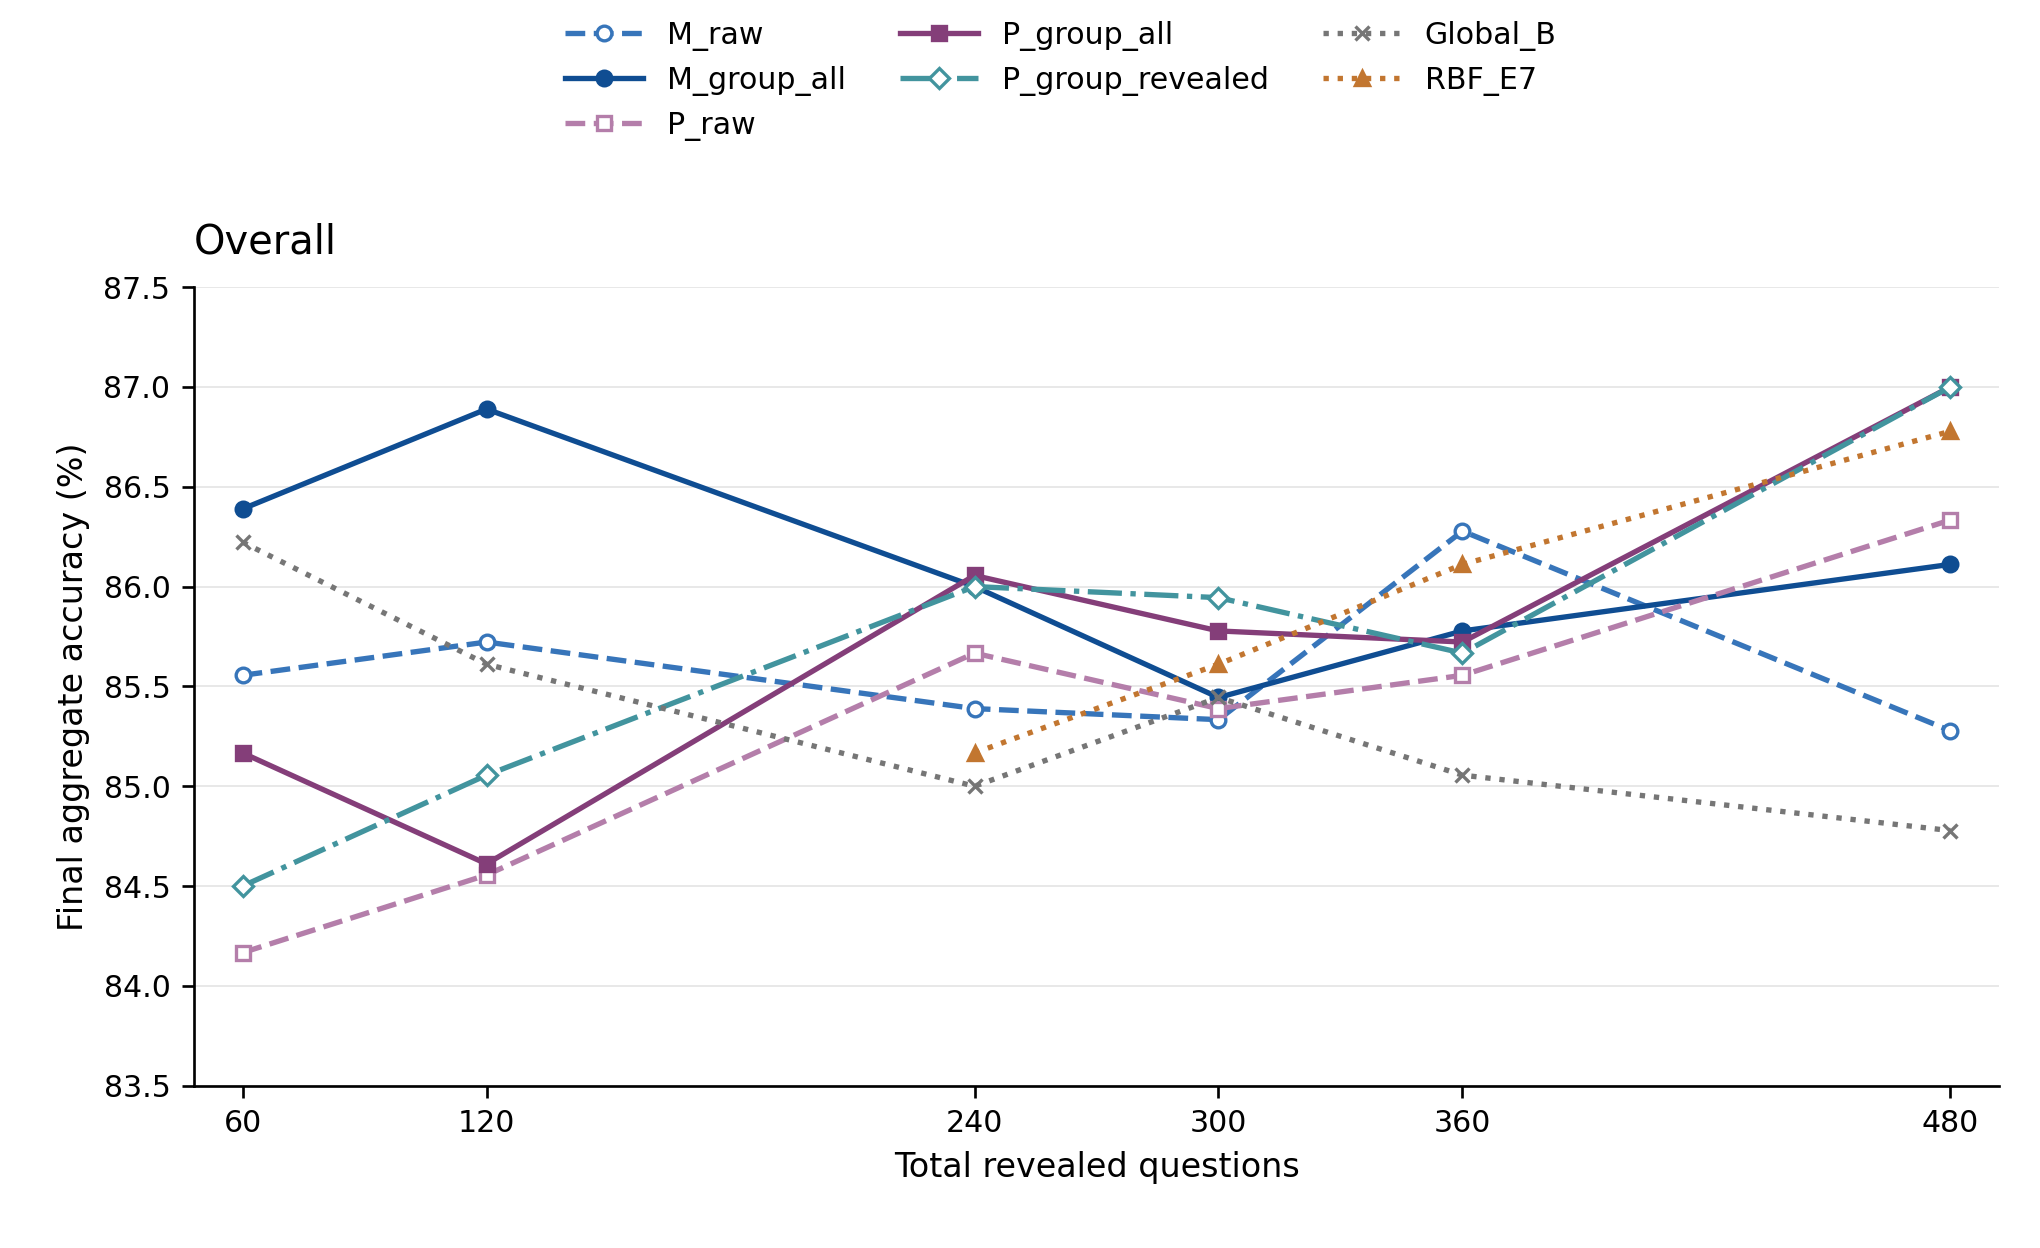 M_raw
M_group_all
P_raw
P_group_all
P_group_revealed
Global_B
RBF_E7
Overall
Final aggregate accuracy (%)
87.5
87.0
86.5
86.0
85.5
85.0
84.5
84.0
83.5
60 120 240 300 360 480
Total revealed questions